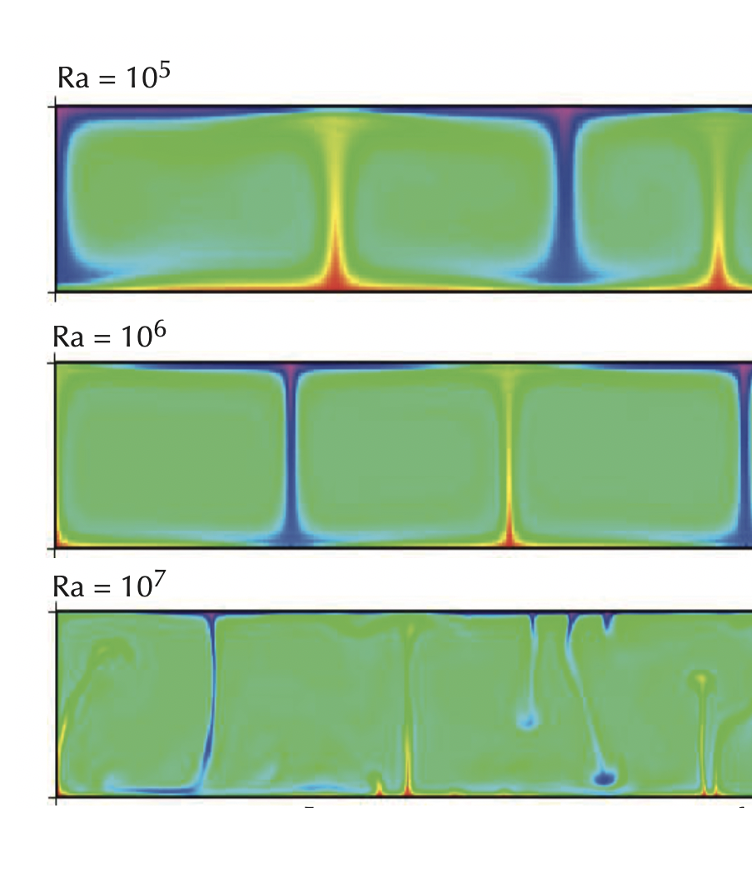 Ra = 10⁵
Ra = 10⁶
Ra = 10⁷